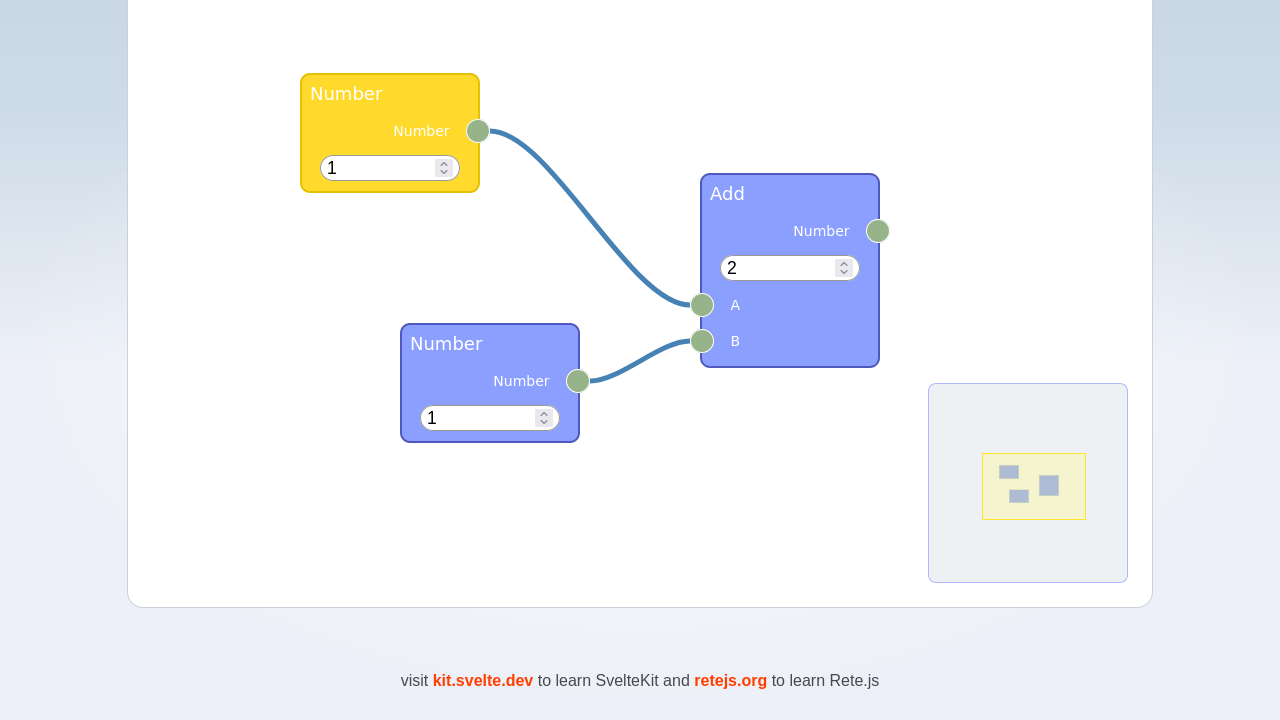 Number
Number
1
Add
Number
2
A
B
Number
Number
1
visit kit.svelte.dev to learn SvelteKit and retejs.org to learn Rete.js